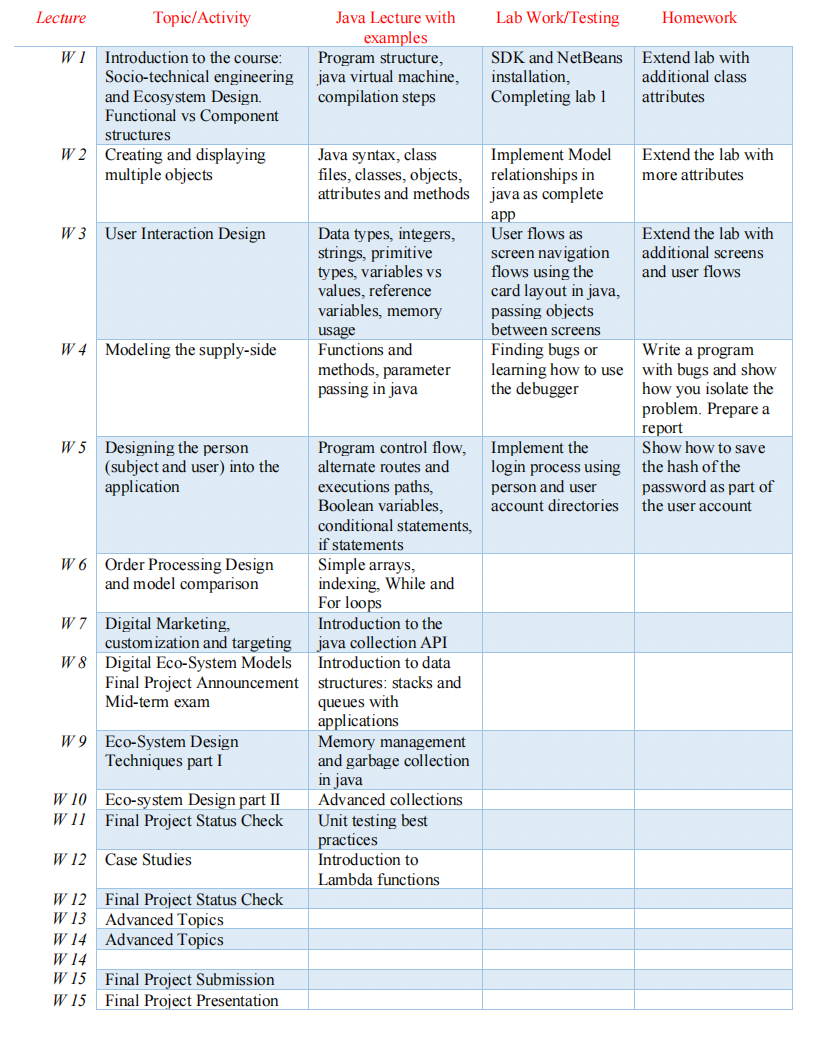 Lecture Topic/Activity Java Lecture with examples Lab Work/Testing Homework
W 1
Introduction to the course:
Socio-technical engineering
and Ecosystem Design.
Functional vs Component
structures
Program structure,
java virtual machine,
compilation steps
SDK and NetBeans
installation,
Completing lab 1
Extend lab with
additional class
attributes
W 2
Creating and displaying
multiple objects
Java syntax, class
files, classes, objects,
attributes and methods
Implement Model
relationships in
java as complete
app
Extend the lab with
more attributes
W 3
User Interaction Design
Data types, integers,
strings, primitive
types, variables vs
values, reference
variables, memory
usage
User flows as
screen navigation
flows using the
card layout in java,
passing objects
between screens
Extend the lab with
additional screens
and user flows
W 4
Modeling the supply-side
Functions and
methods, parameter
passing in java
Finding bugs or
learning how to use
the debugger
Write a program
with bugs and show
how you isolate the
problem. Prepare a
report
W 5
Designing the person
(subject and user) into the
application
Program control flow,
alternate routes and
executions paths,
Boolean variables,
conditional statements,
if statements
Implement the
login process using
person and user
account directories
Show how to save
the hash of the
password as part of
the user account
W 6
Order Processing Design
and model comparison
Simple arrays,
indexing, While and
For loops
W 7
Digital Marketing,
customization and targeting
Introduction to the
java collection API
W 8
Digital Eco-System Models
Final Project Announcement
Mid-term exam
Introduction to data
structures: stacks and
queues with
applications
W 9
Eco-System Design
Techniques part I
Memory management
and garbage collection
in java
W 10
Eco-system Design part II
Advanced collections
W 11
Final Project Status Check
Unit testing best
practices
W 12
Case Studies
Introduction to
Lambda functions
W 12
Final Project Status Check
W 13
Advanced Topics
W 14
Advanced Topics
W 14
W 15
Final Project Submission
W 15
Final Project Presentation